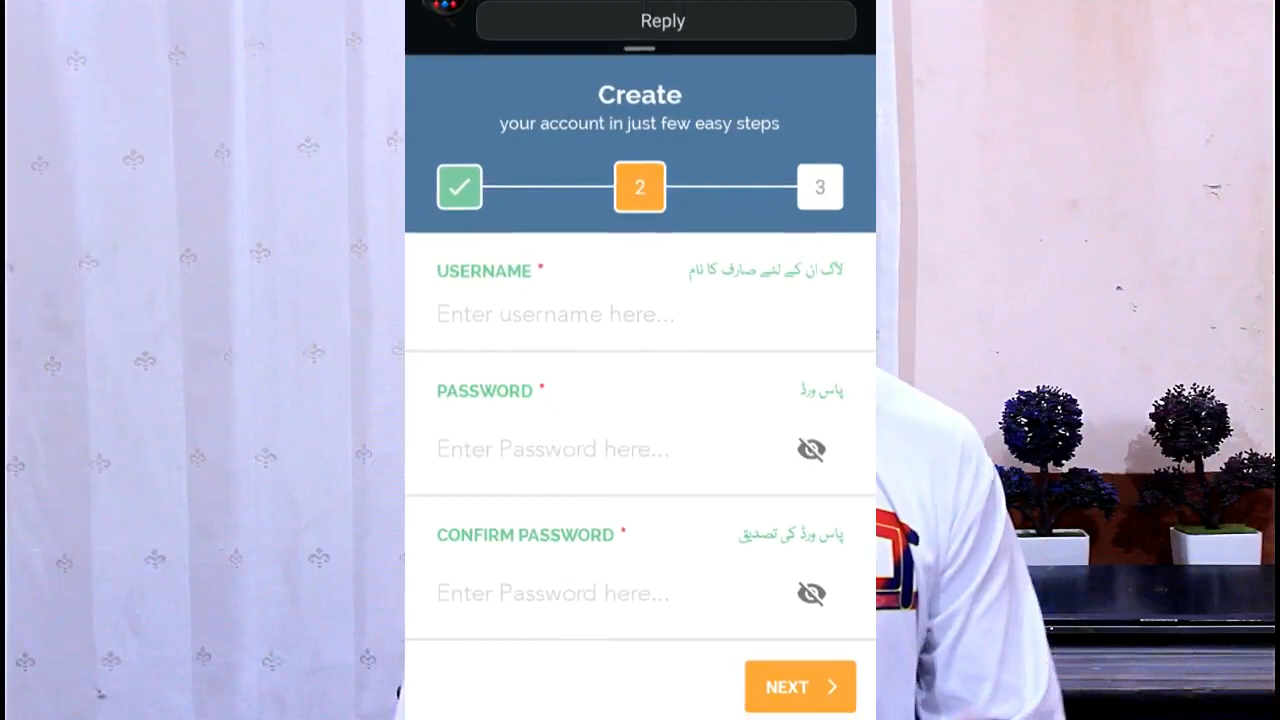 Reply
Create
your account in just few easy steps
2
3
USERNAME *
لاگ ان کے لئے صارف کا نام
Enter username here...
PASSWORD *
پاس ورڈ
Enter Password here...
CONFIRM PASSWORD *
پاس ورڈ کی تصدیق
Enter Password here...
NEXT